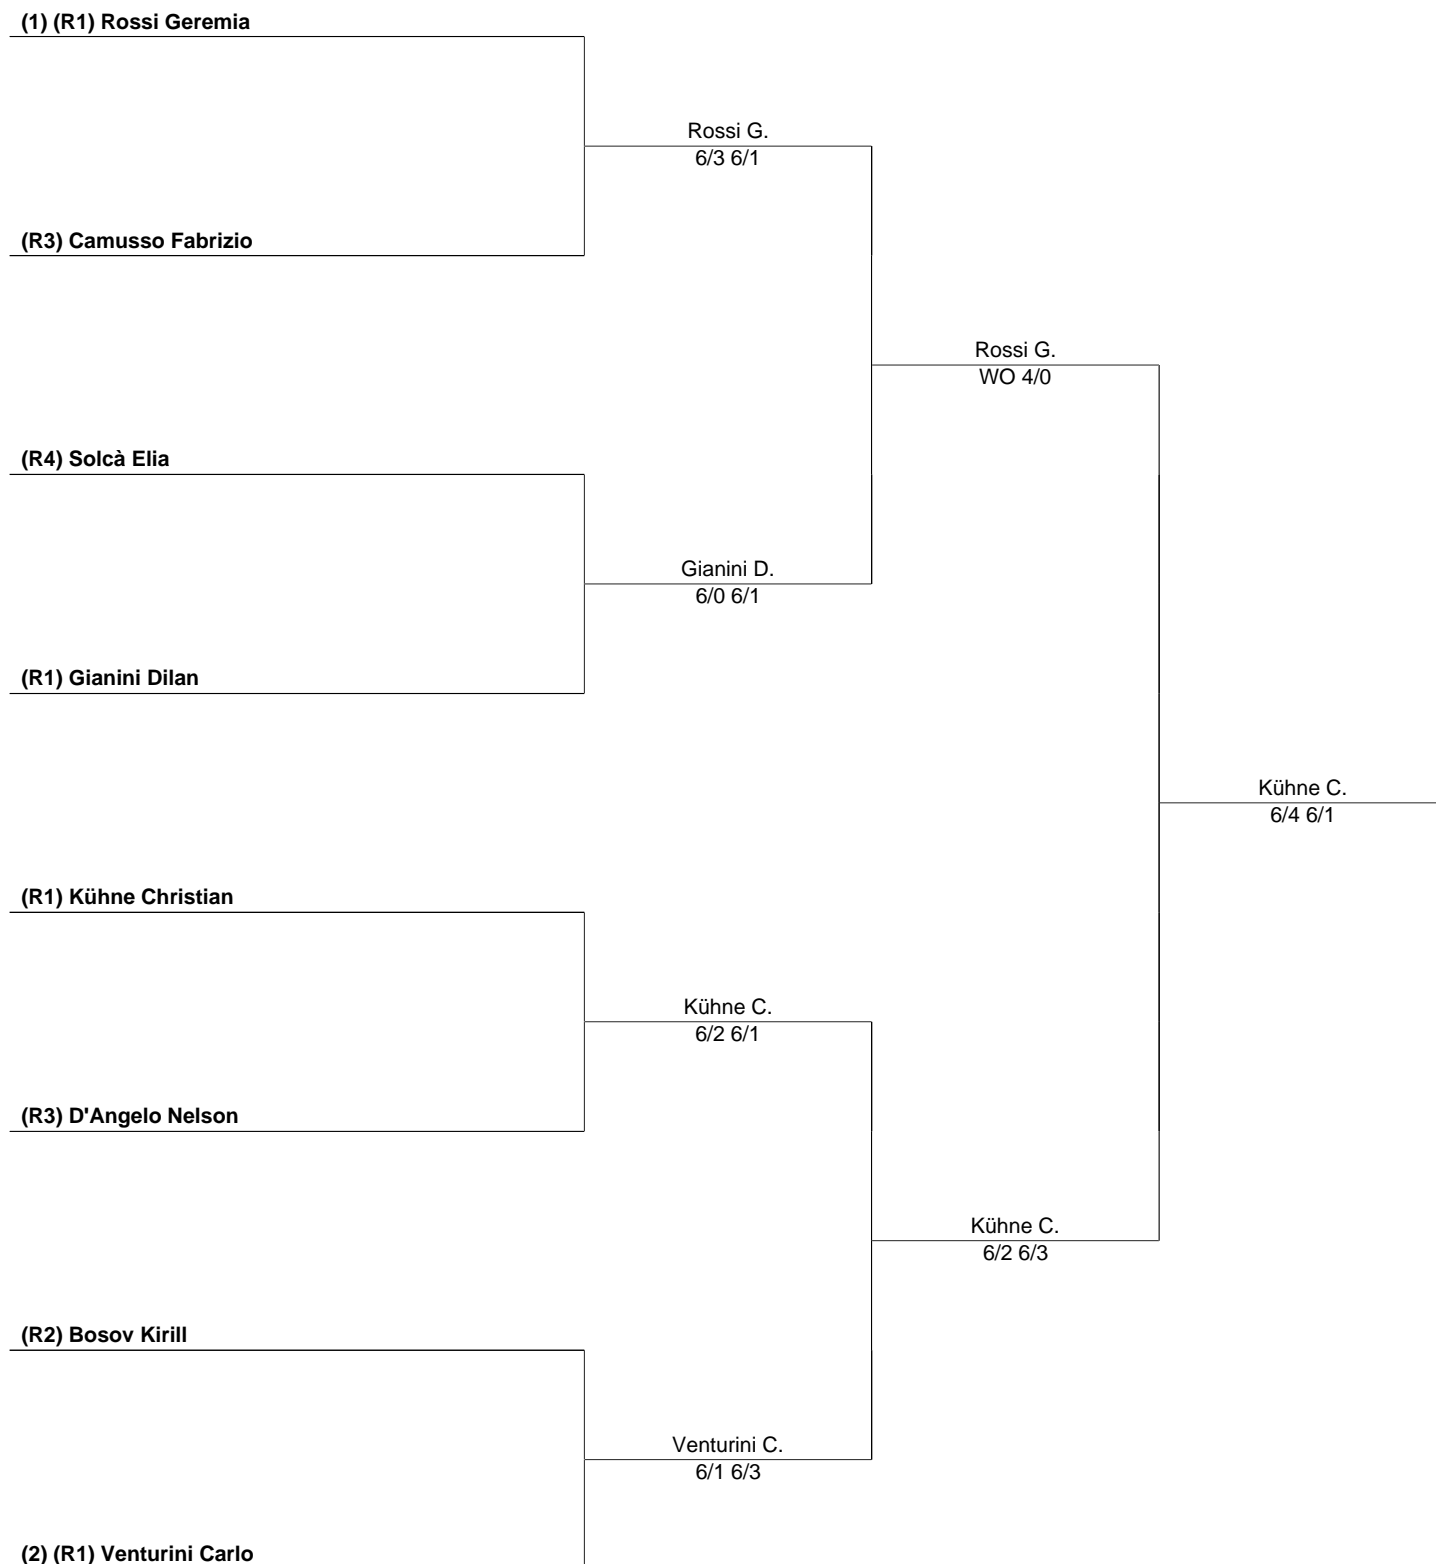 (1) (R1) Rossi Geremia
Rossi G.
6/3 6/1
(R3) Camusso Fabrizio
Rossi G.
WO 4/0
(R4) Solcà Elia
Gianini D.
6/0 6/1
(R1) Gianini Dilan
Kühne C.
6/4 6/1
(R1) Kühne Christian
Kühne C.
6/2 6/1
(R3) D'Angelo Nelson
Kühne C.
6/2 6/3
(R2) Bosov Kirill
Venturini C.
6/1 6/3
(2) (R1) Venturini Carlo